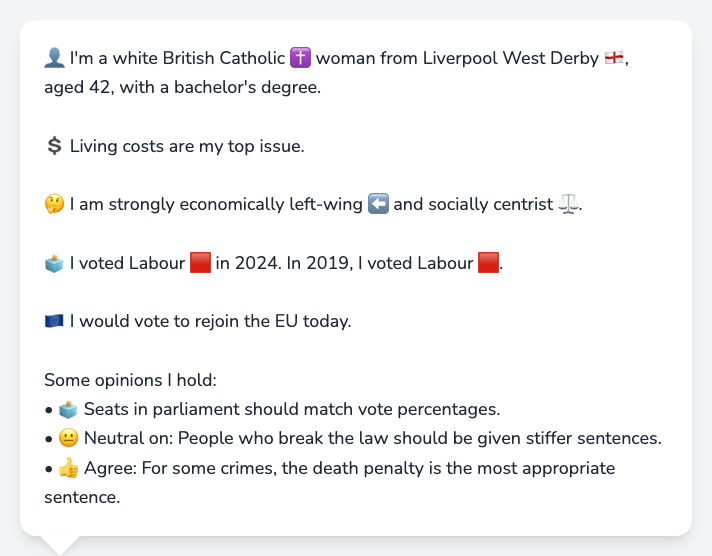 👤 I'm a white British Catholic ✝️ woman from Liverpool West Derby 🏴󠁧󠁢󠁥󠁮󠁧󠁿,
aged 42, with a bachelor's degree.
💲 Living costs are my top issue.
🤔 I am strongly economically left-wing ⬅️ and socially centrist ⚖️.
🗳️ I voted Labour 🟥 in 2024. In 2019, I voted Labour 🟥.
🇪🇺 I would vote to rejoin the EU today.
Some opinions I hold:
• 🗳️ Seats in parliament should match vote percentages.
• 😐 Neutral on: People who break the law should be given stiffer sentences.
• 👍 Agree: For some crimes, the death penalty is the most appropriate
sentence.